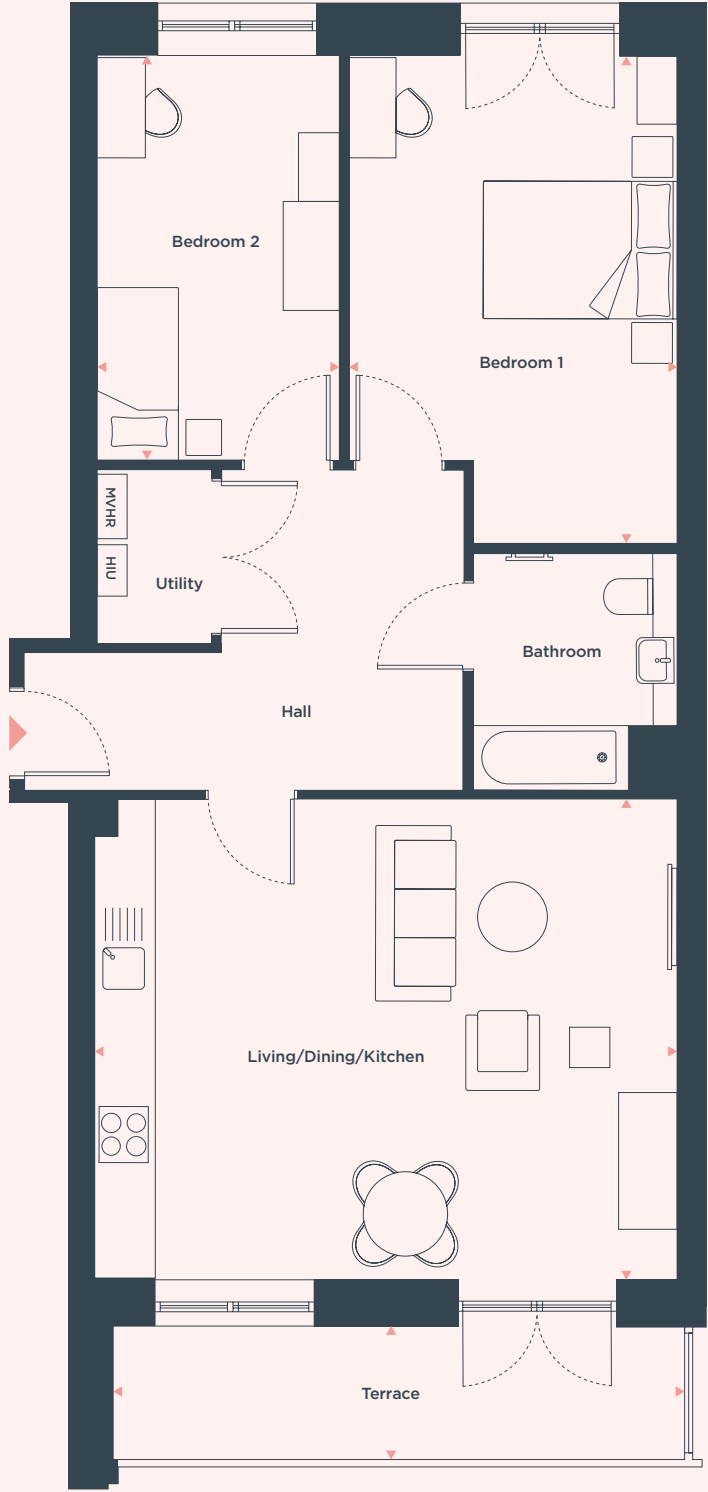 Bedroom 2
Bedroom 1
MVHR
HIU
Utility
Bathroom
Hall
Living/Dining/Kitchen
Terrace